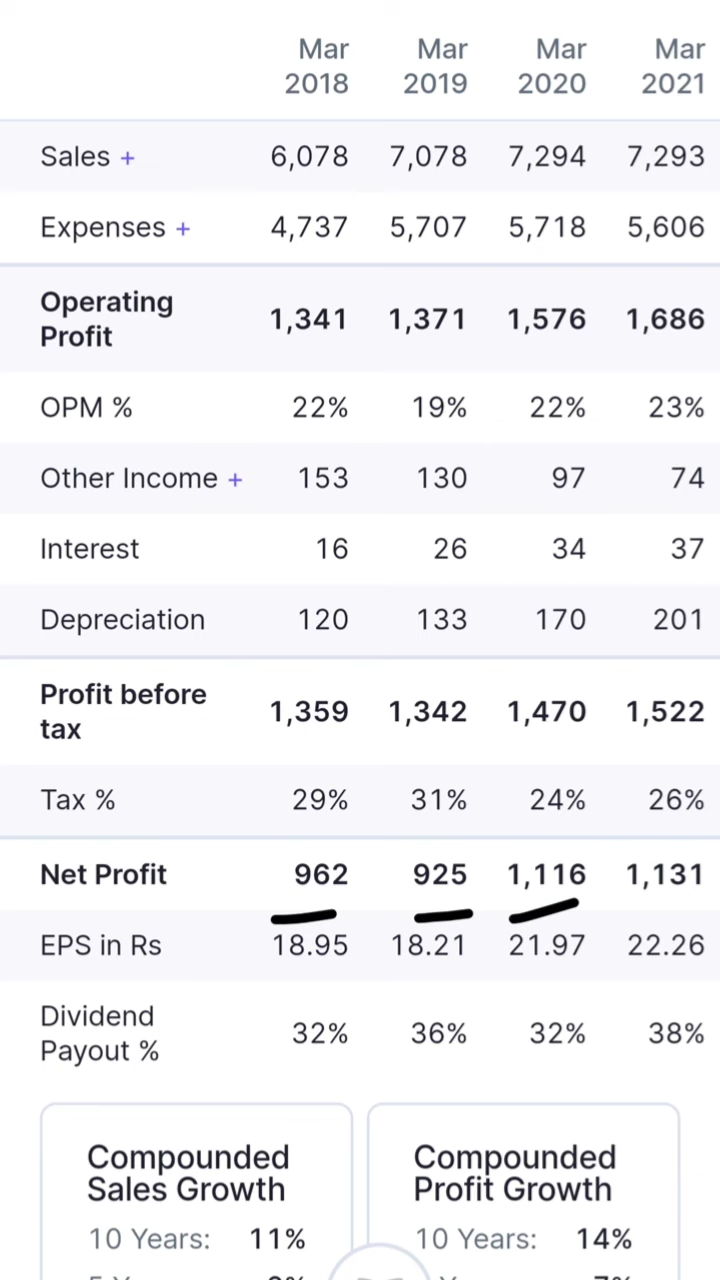 Mar 2018 Mar 2019 Mar 2020 Mar 2021
Sales + 6,078 7,078 7,294 7,293
Expenses + 4,737 5,707 5,718 5,606
Operating Profit 1,341 1,371 1,576 1,686
OPM % 22% 19% 22% 23%
Other Income + 153 130 97 74
Interest 16 26 34 37
Depreciation 120 133 170 201
Profit before tax 1,359 1,342 1,470 1,522
Tax % 29% 31% 24% 26%
Net Profit 962 925 1,116 1,131
EPS in Rs 18.95 18.21 21.97 22.26
Dividend Payout % 32% 36% 32% 38%
Compounded Sales Growth
10 Years: 11%
Compounded Profit Growth
10 Years: 14%